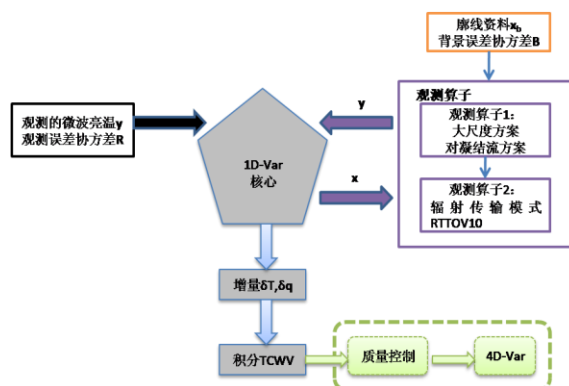 廓线资料x_b
背景误差协方差B
观测算子
观测的微波亮温y
观测误差协方差R
y
观测算子1：
大尺度方案
对凝结流方案
1D-Var
核心
x
观测算子2：
辐射传输模式
RTTOV10
增量δT,δq
积分TCWV
质量控制
4D-Var